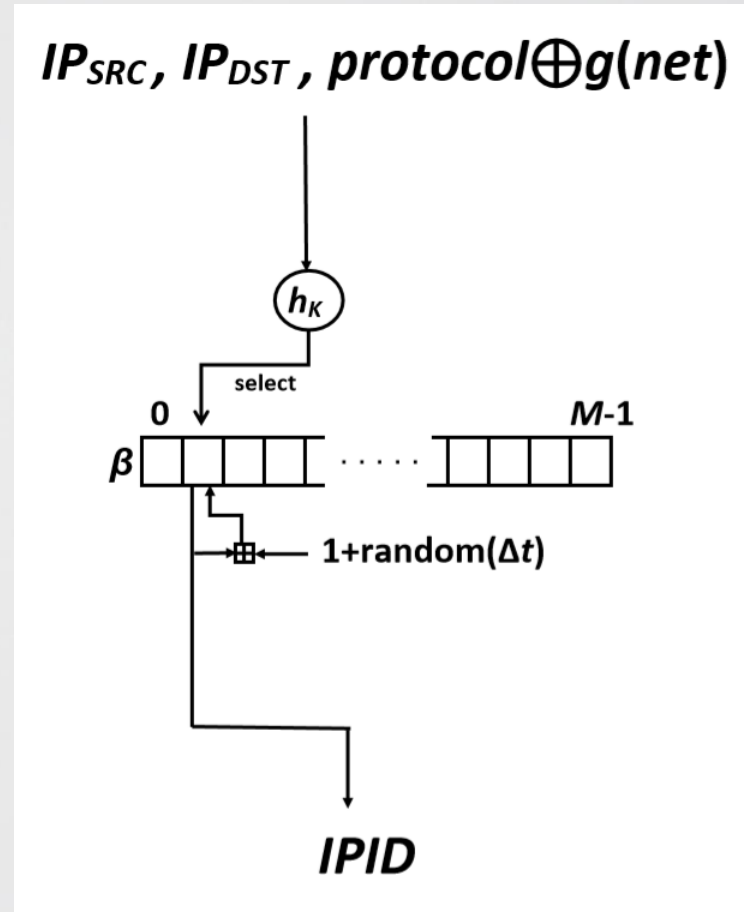 IPSRC, IPDST, protocol⊕g(net)
hK
select
0 M-1
β ·····
1+random(Δt)
IPID